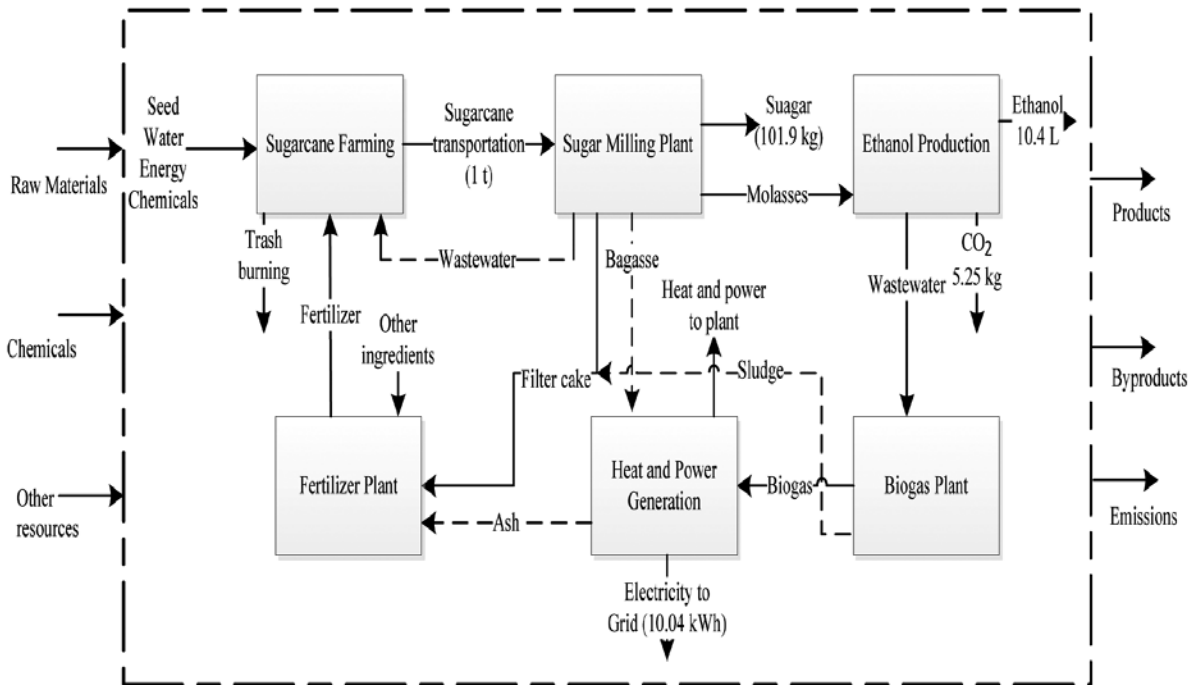 Seed
Water
Energy
Chemicals
Raw Materials
Chemicals
Other
resources
Sugarcane Farming
Sugarcane
transportation
(1 t)
Sugar Milling Plant
Suagar
(101.9 kg)
Molasses
Ethanol Production
Ethanol
10.4 L
Products
Byproducts
Emissions
Trash
burning
Wastewater
Bagasse
Wastewater
CO2
5.25 kg
Fertilizer
Other
ingredients
Heat and power
to plant
Filter cake
Sludge
Fertilizer Plant
Heat and Power
Generation
Biogas
Biogas Plant
Ash
Electricity to
Grid (10.04 kWh)